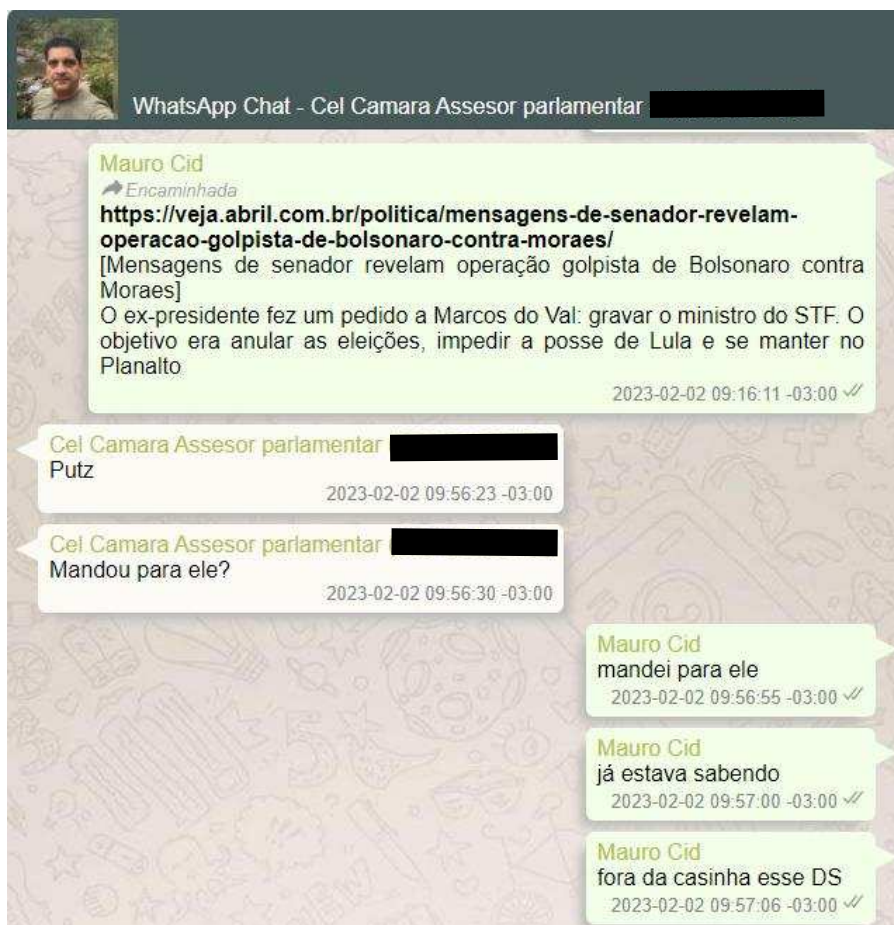 WhatsApp Chat - Cel Camara Assesor parlamentar
Mauro Cid
Encaminhada
https://veja.abril.com.br/politica/mensagens-de-senador-revelam-
operacao-golpista-de-bolsonaro-contra-moraes/
[Mensagens de senador revelam operação golpista de Bolsonaro contra
Moraes]
O ex-presidente fez um pedido a Marcos do Val: gravar o ministro do STF. O
objetivo era anular as eleições, impedir a posse de Lula e se manter no
Planalto
2023-02-02 09:16:11 -03:00
Cel Camara Assesor parlamentar
Putz
2023-02-02 09:56:23 -03:00
Cel Camara Assesor parlamentar (
Mandou para ele?
2023-02-02 09:56:30 -03:00
Mauro Cid
mandei para ele
2023-02-02 09:56:55 -03:00
Mauro Cid
já estava sabendo
2023-02-02 09:57:00 -03:00
Mauro Cid
fora da casinha esse DS
2023-02-02 09:57:06 -03:00